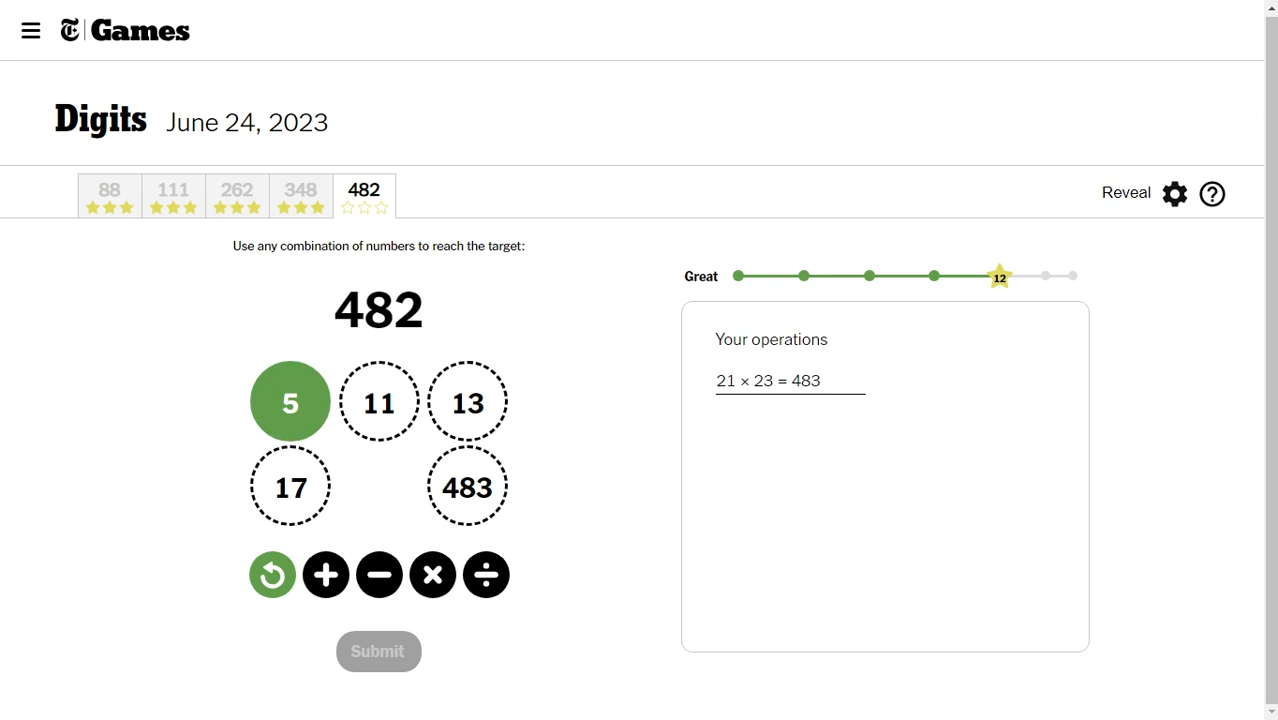 T Games
Digits June 24, 2023
88 111 262 348 482
Reveal
Use any combination of numbers to reach the target:
482
Great 12
Your operations
21 × 23 = 483
5 11 13
17 483
+ − × ÷
Submit